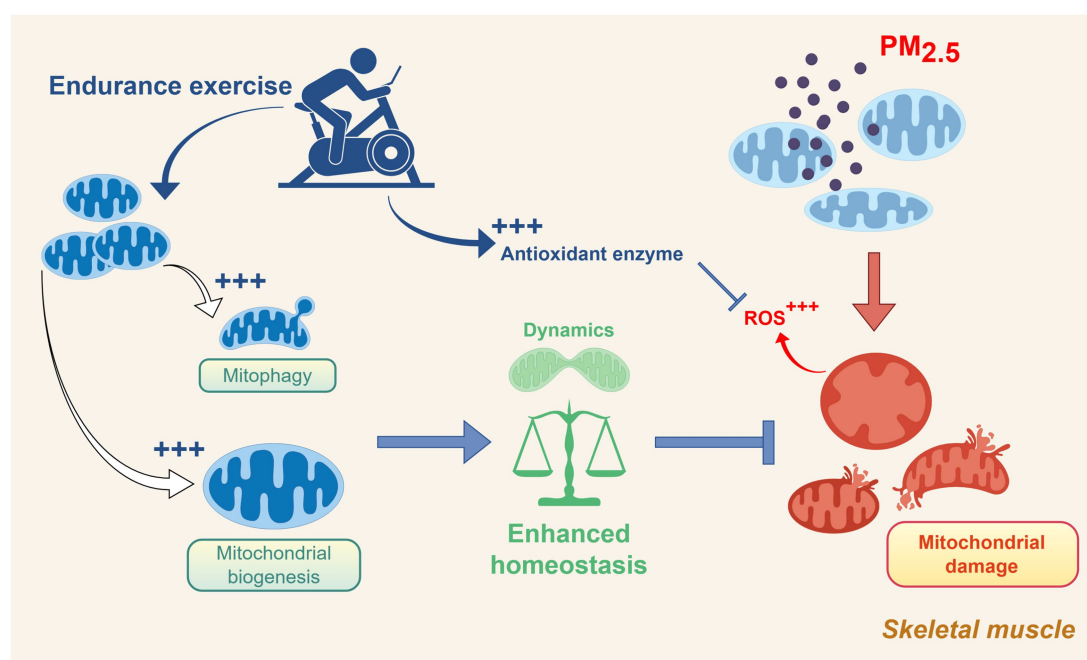 PM2.5
Endurance exercise
+++
Antioxidant enzyme
+++
ROS+++
Dynamics
Mitophagy
+++
Enhanced
homeostasis
Mitochondrial
biogenesis
Mitochondrial
damage
Skeletal muscle